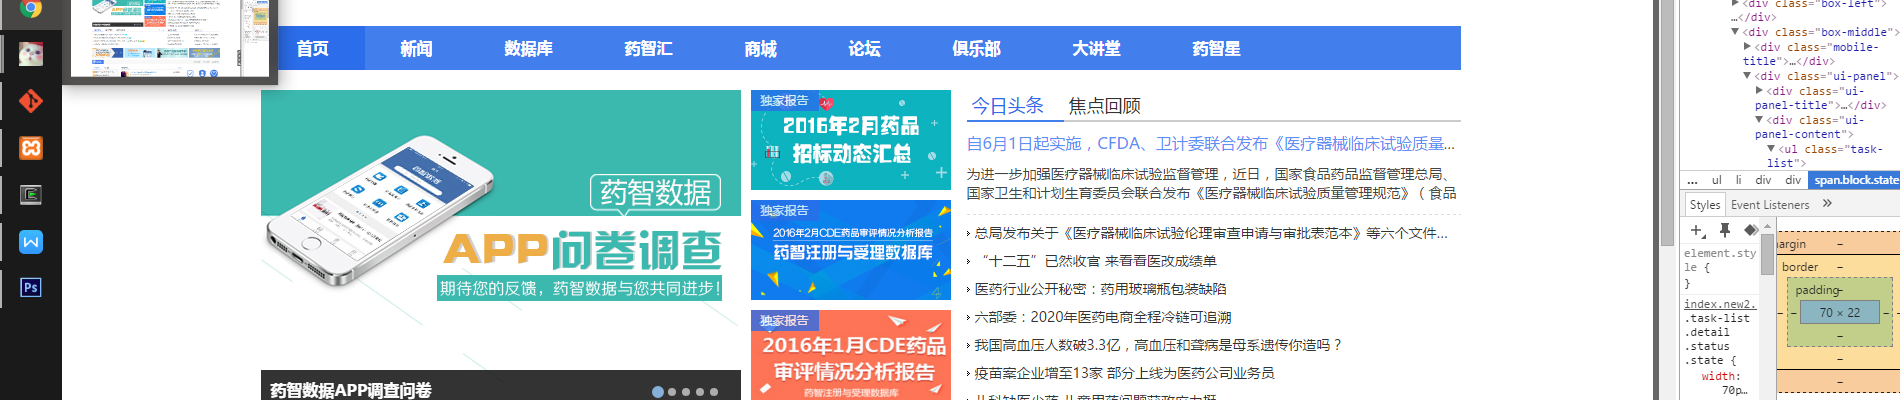 首页 新闻 数据库 药智汇 商城 论坛 俱乐部 大讲堂 药智星
药智数据
APP问卷调查
期待您的反馈，药智数据与您共同进步!
药智数据APP调查问卷
独家报告
2016年2月药品
招标动态汇总
独家报告
2016年2月CDE药品审评情况分析报告
药智注册与受理数据库
独家报告
2016年1月CDE药品
审评情况分析报告
药智注册与受理数据库
今日头条 焦点回顾
自6月1日起实施，CFDA、卫计委联合发布《医疗器械临床试验质量...
为进一步加强医疗器械临床试验监督管理，近日，国家食品药品监督管理总局、
国家卫生和计划生育委员会联合发布《医疗器械临床试验质量管理规范》（食品
总局发布关于《医疗器械临床试验伦理审查申请与审批表范本》等六个文件...
“十二五”已然收官 来看看医改成绩单
医药行业公开秘密：药用玻璃瓶包装缺陷
六部委：2020年医药电商全程冷链可追溯
我国高血压人数破3.3亿，高血压和聋病是母系遗传你造吗？
疫苗案企业增至13家 部分上线为医药公司业务员
Ps
<div class="box-left">
…</div>
<div class="box-middle">
<div class="mobile-
title">…</div>
<div class="ui-panel">
<div class="ui-
panel-title">…</div>
<div class="ui-
panel-content">
<ul class="task-
list">
... ul li div div span.block.state
Styles Event Listeners »
element.sty
le {
}
index.new2.
.task-list
.detail
.status
.state {
width:
70p…
margin –
border –
padding–
– – 70 × 22 – –
–
–
–